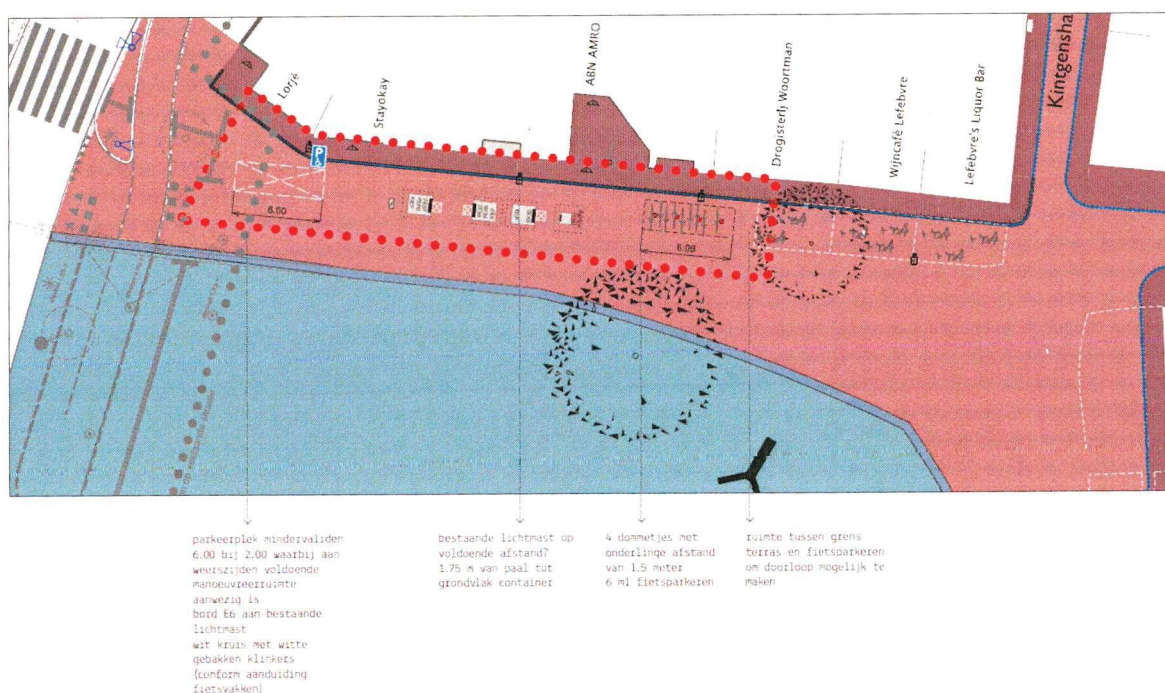 Lorjé
Stayokay
ABN AMRO
Drogisterij Woortman
Wijncafé Lefebvre
Lefebvre's Liquor Bar
Kintgensha
P
6.00
6.00
parkeerplek mindervaliden
6.00 bij 2.00 waarbij aan
weerszijden voldoende
manoeuvreerruimte
aanwezig is
bord E6 aan bestaande
lichtmast
wit kruis met witte
gebakken klinkers
(conform aanduiding
fietsvakken)
bestaande lichtmast op
voldoende afstand?
1.75 m van paal tot
grondvlak container
4 dommetjes met
onderlinge afstand
van 1.5 meter
6 ml fietsparkeren
ruimte tussen grens
terras en fietsparkeren
om doorloop mogelijk te
maken